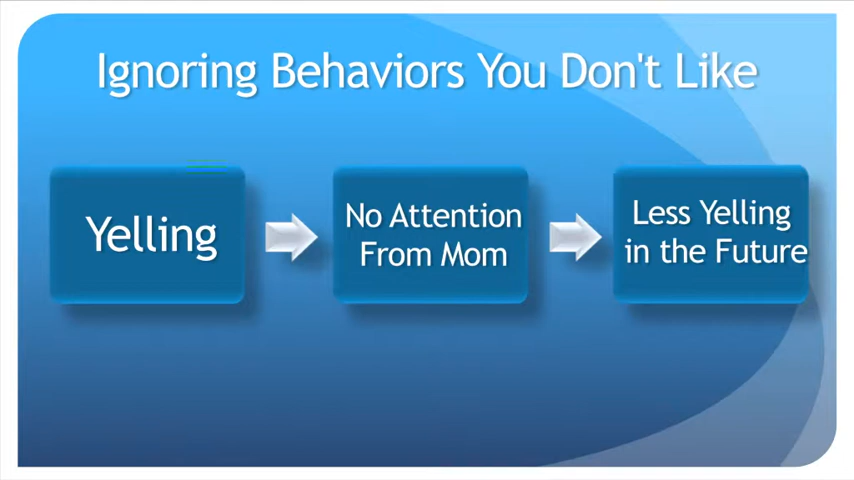 Ignoring Behaviors You Don't Like
Yelling
No Attention
From Mom
Less Yelling
in the Future